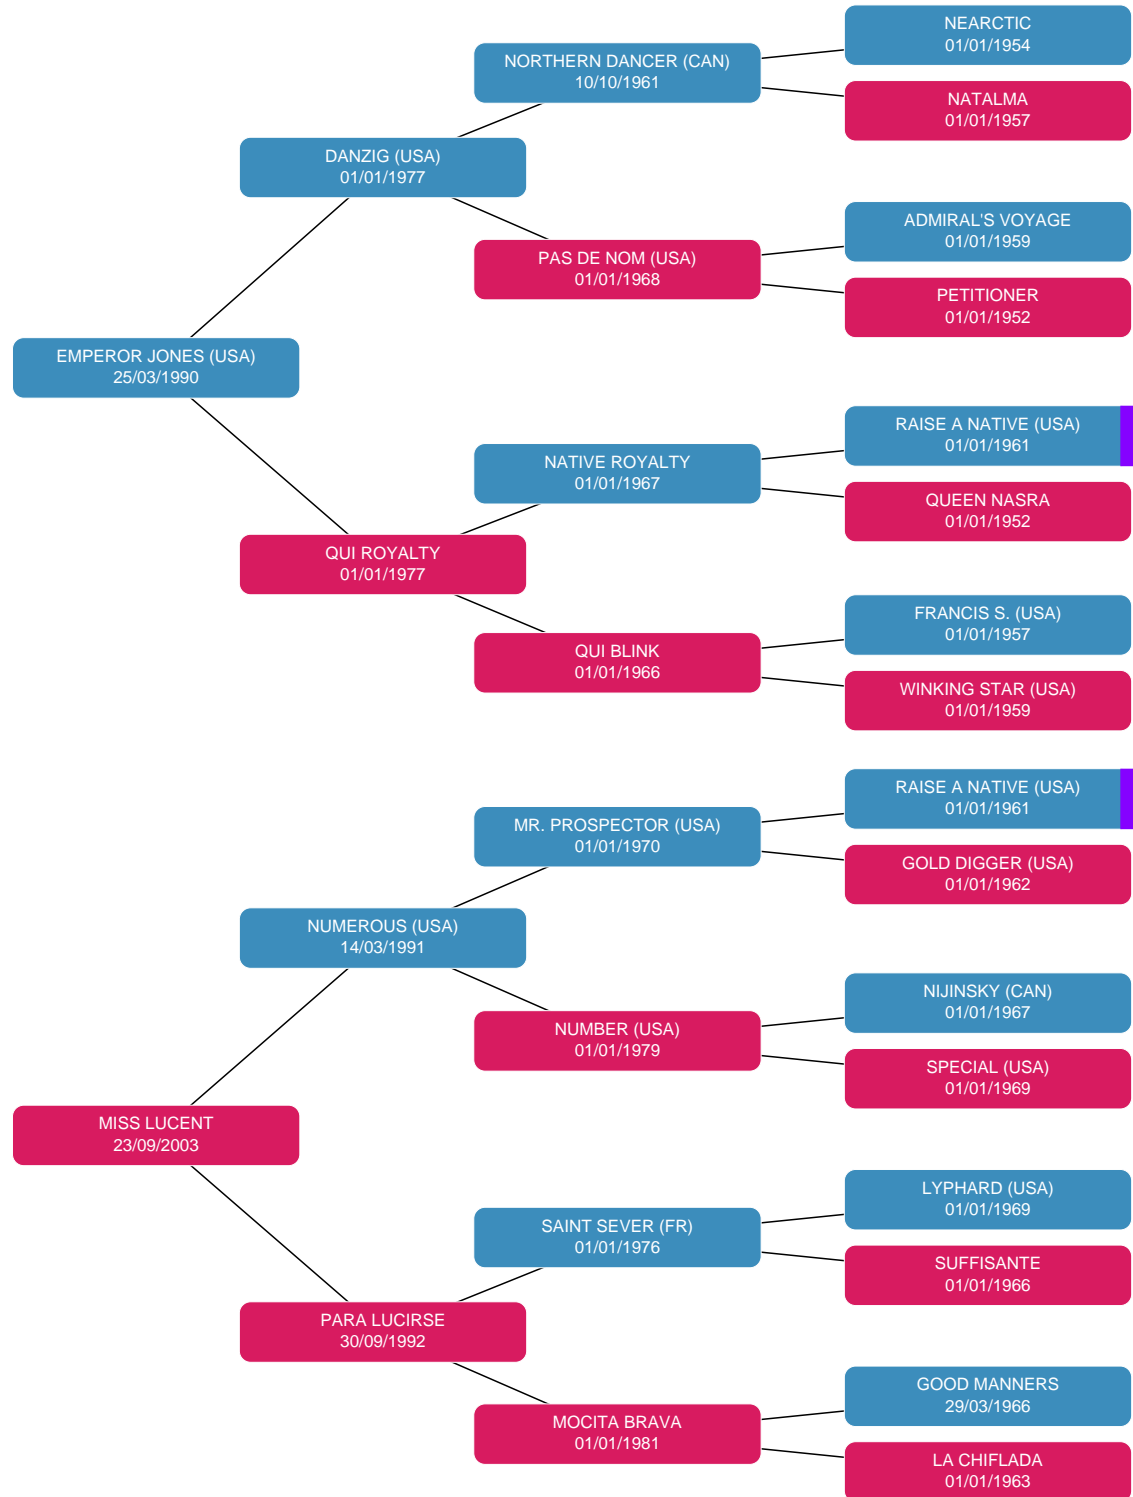 NEARCTIC
01/01/1954
NORTHERN DANCER (CAN)
10/10/1961
NATALMA
01/01/1957
DANZIG (USA)
01/01/1977
ADMIRAL'S VOYAGE
01/01/1959
PAS DE NOM (USA)
01/01/1968
PETITIONER
01/01/1952
EMPEROR JONES (USA)
25/03/1990
RAISE A NATIVE (USA)
01/01/1961
NATIVE ROYALTY
01/01/1967
QUEEN NASRA
01/01/1952
QUI ROYALTY
01/01/1977
FRANCIS S. (USA)
01/01/1957
QUI BLINK
01/01/1966
WINKING STAR (USA)
01/01/1959
RAISE A NATIVE (USA)
01/01/1961
MR. PROSPECTOR (USA)
01/01/1970
GOLD DIGGER (USA)
01/01/1962
NUMEROUS (USA)
14/03/1991
NIJINSKY (CAN)
01/01/1967
NUMBER (USA)
01/01/1979
SPECIAL (USA)
01/01/1969
MISS LUCENT
23/09/2003
LYPHARD (USA)
01/01/1969
SAINT SEVER (FR)
01/01/1976
SUFFISANTE
01/01/1966
PARA LUCIRSE
30/09/1992
GOOD MANNERS
29/03/1966
MOCITA BRAVA
01/01/1981
LA CHIFLADA
01/01/1963